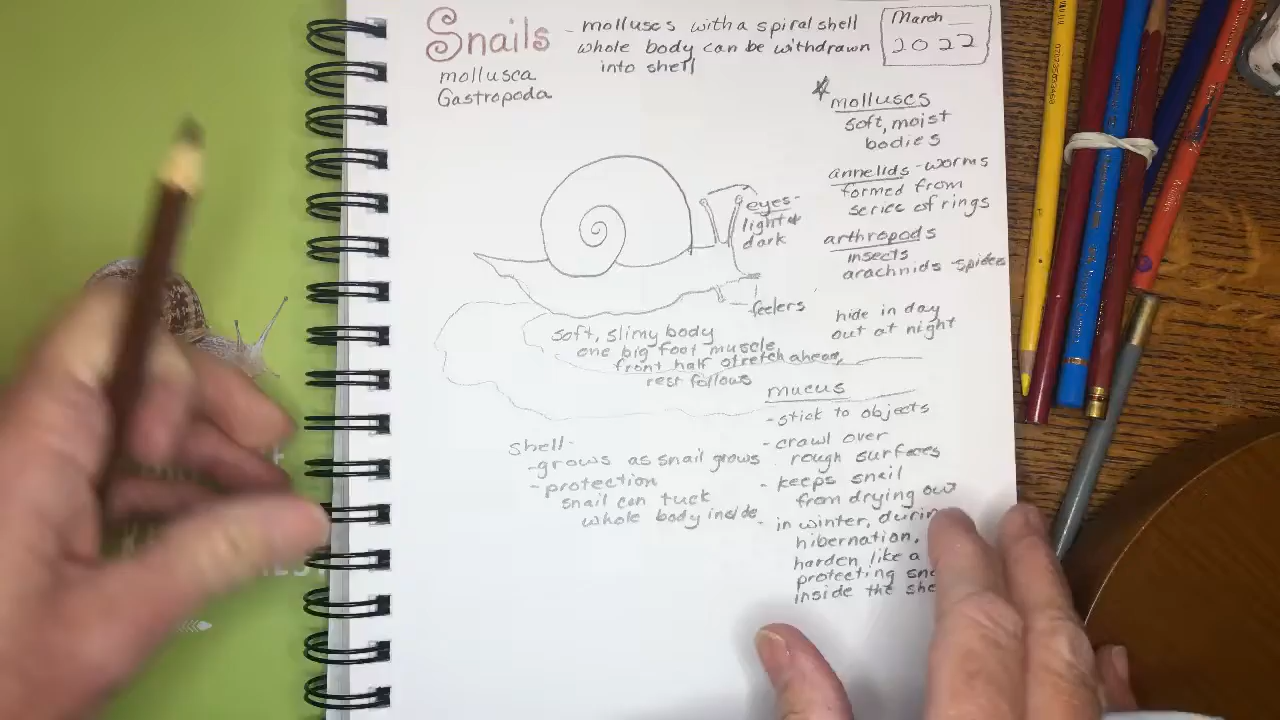 Snails
mollusca
Gastropoda
- molluscs with a spiral shell
whole body can be withdrawn
into shell
March __
2022
molluscs
soft, moist
bodies
annelids - worms
formed from
series of rings
arthropods
insects
arachnids - spiders
hide in day
out at night
eyes -
light &
dark
feelers
soft, slimy body
one big foot muscle,
front half stretch ahead,
rest follows
mucus
- stick to objects
- crawl over
rough surfaces
- keeps snail
from drying out
- in winter, durin
hibernation,
harden like a
protecting sna
inside the she
shell -
- grows as snail grows
- protection
snail can tuck
whole body inside